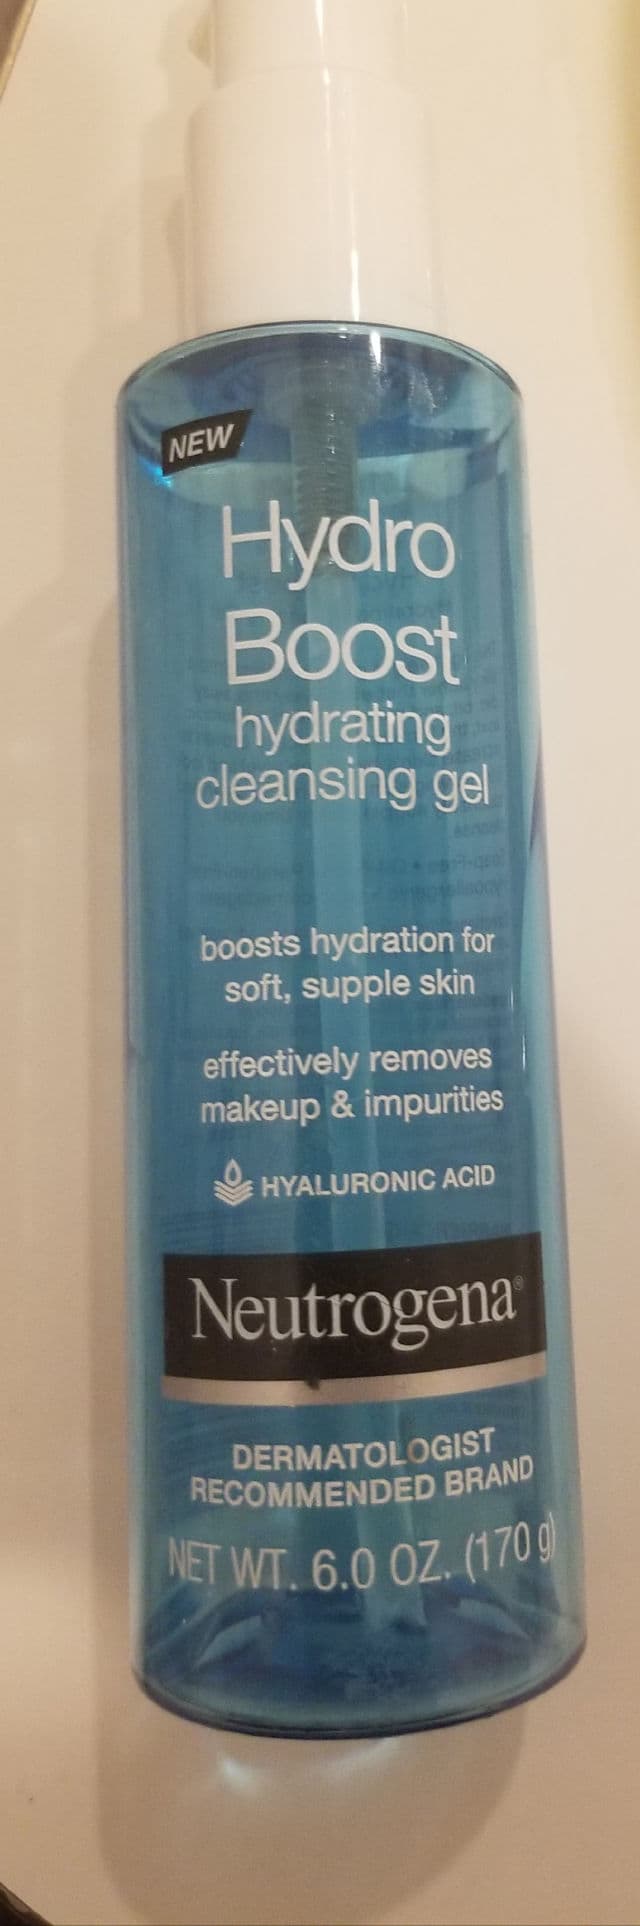 NEW
Hydro
Boost
hydrating
cleansing gel
boosts hydration for
soft, supple skin
effectively removes
makeup & impurities
HYALURONIC ACID
Neutrogena®
DERMATOLOGIST
RECOMMENDED BRAND
NET WT. 6.0 OZ. (170 g)